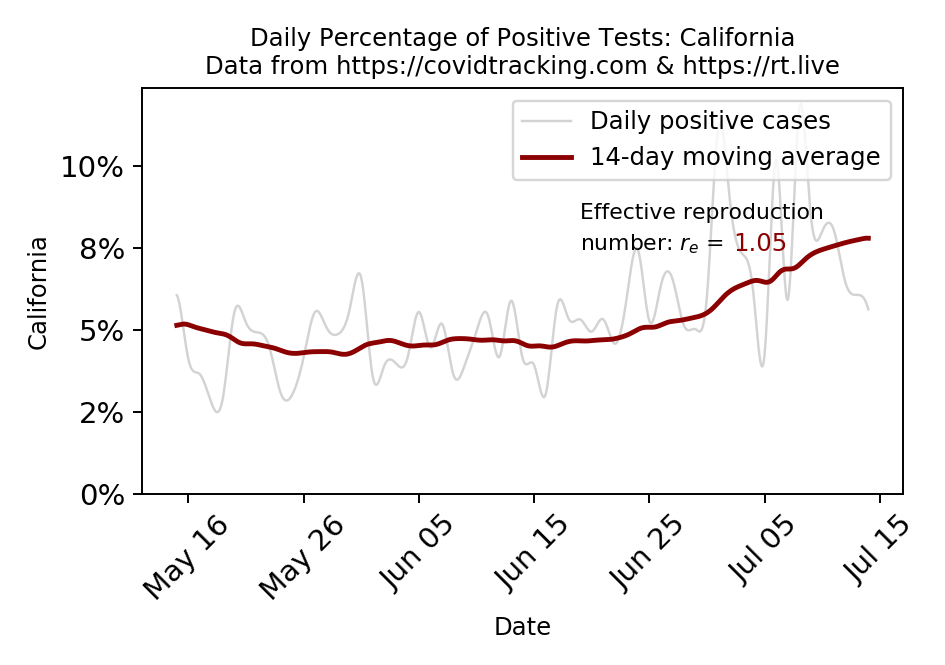 Daily Percentage of Positive Tests: California
Data from https://covidtracking.com & https://rt.live
Daily positive cases
14-day moving average
Effective reproduction
number: rₑ = 1.05
10%
8%
5%
2%
0%
California
May 16
May 26
Jun 05
Jun 15
Jun 25
Jul 05
Jul 15
Date